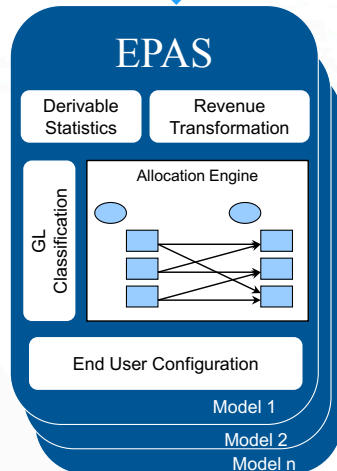 EPAS
Derivable
Statistics
Revenue
Transformation
GL
Classification
Allocation Engine
End User Configuration
Model 1
Model 2
Model n